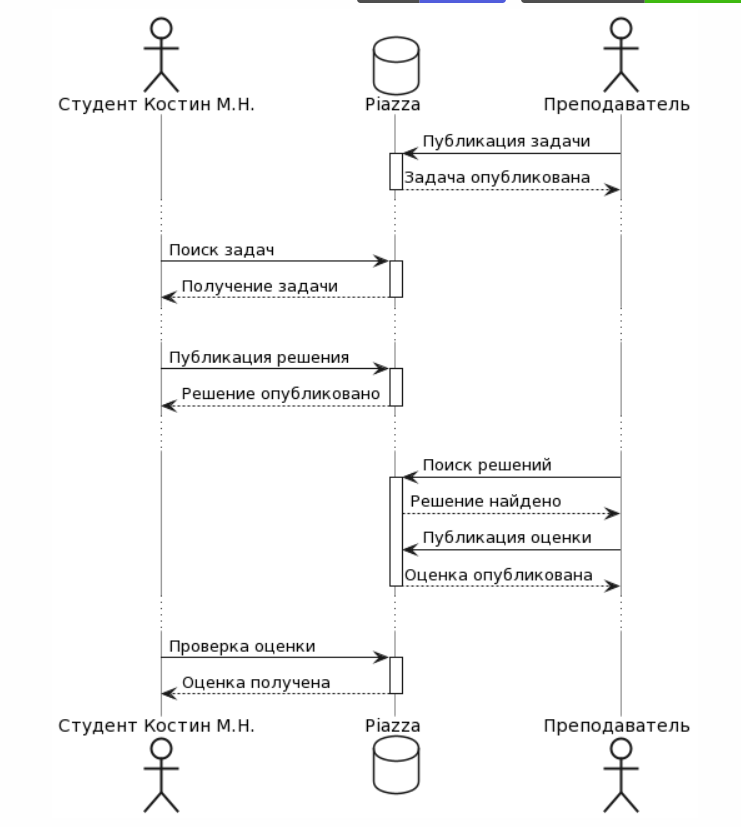 Студент Костин М.Н. Piazza Преподаватель
Публикация задачи
Задача опубликована
Поиск задач
Получение задачи
Публикация решения
Решение опубликовано
Поиск решений
Решение найдено
Публикация оценки
Оценка опубликована
Проверка оценки
Оценка получена
Студент Костин М.Н. Piazza Преподаватель